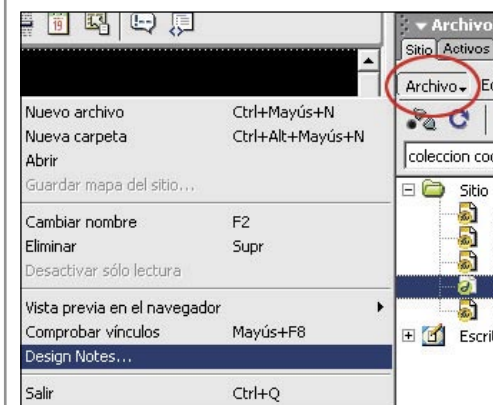 19
Archivo
Sitio Activos
Archivo
Nuevo archivo Ctrl+Mayús+N
Nueva carpeta Ctrl+Alt+Mayús+N
Abrir
Guardar mapa del sitio...
coleccion
Sitio
Cambiar nombre F2
Eliminar Supr
Desactivar sólo lectura
Vista previa en el navegador
Comprobar vínculos Mayús+F8
Design Notes...
Salir Ctrl+Q